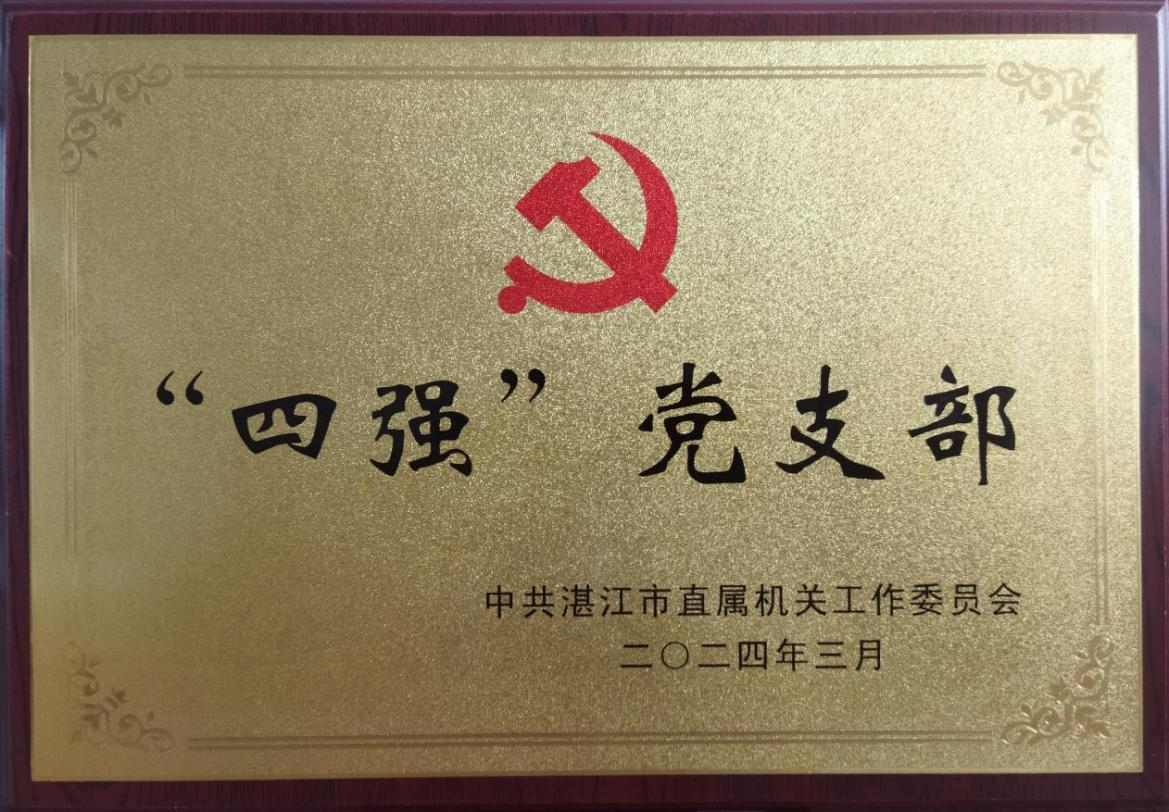 “四强”党支部
中共湛江市直属机关工作委员会
二〇二四年三月